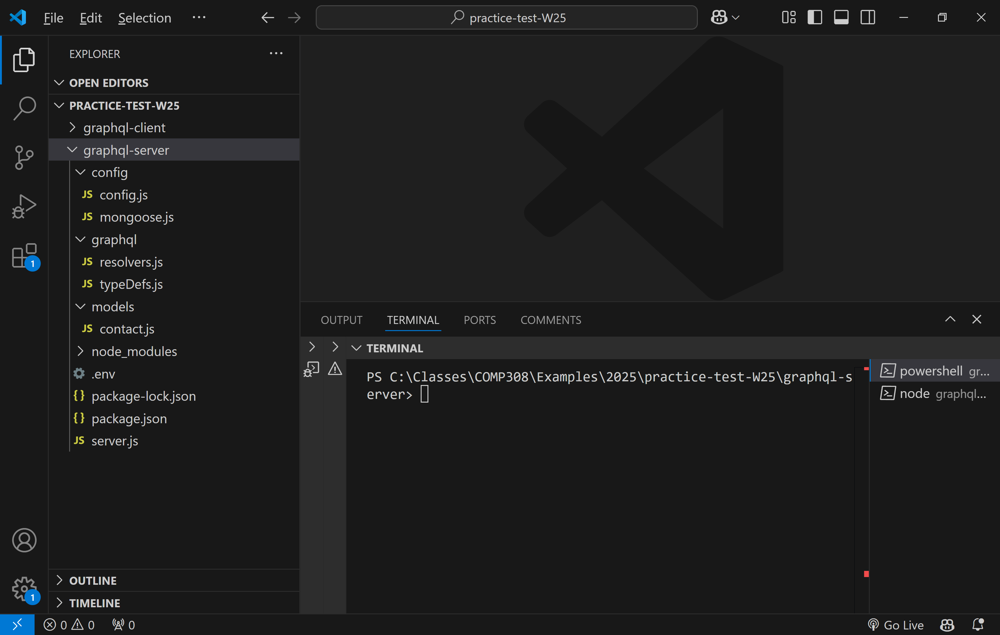 File Edit Selection ··· practice-test-W25
EXPLORER ···
OPEN EDITORS
PRACTICE-TEST-W25
graphql-client
graphql-server
config
JS config.js
JS mongoose.js
graphql
JS resolvers.js
JS typeDefs.js
models
JS contact.js
node_modules
.env
{} package-lock.json
{} package.json
JS server.js
OUTLINE
TIMELINE
1
1
OUTPUT TERMINAL PORTS COMMENTS
TERMINAL
PS C:\Classes\COMP308\Examples\2025\practice-test-W25\graphql-s
erver>
powershell gr...
node graphql...
0 0 0 Go Live